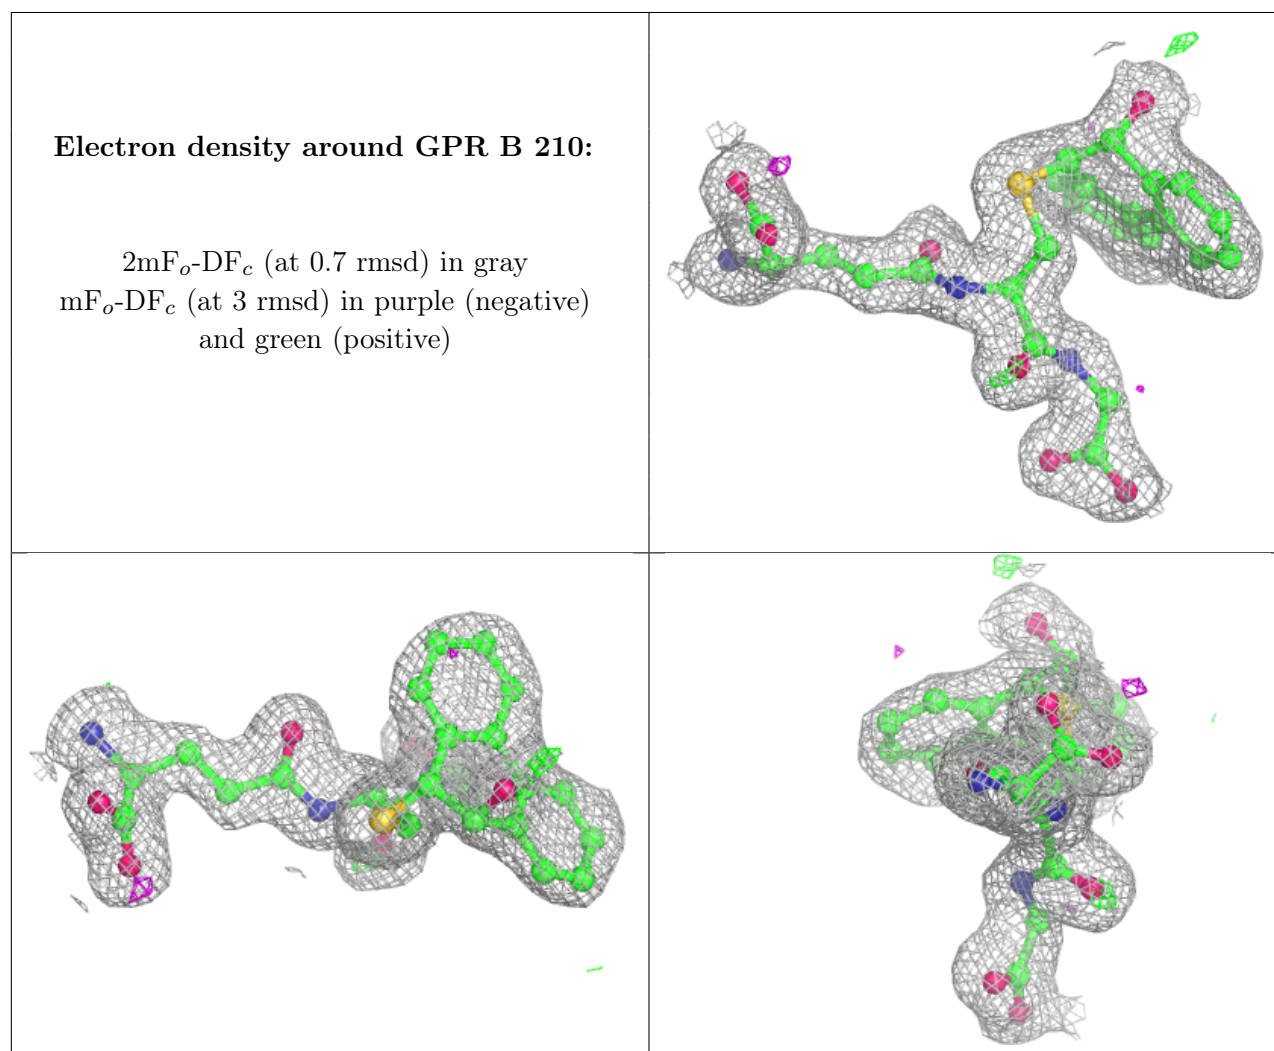 Electron density around GPR B 210:
2mFo-DFc (at 0.7 rmsd) in gray
mFo-DFc (at 3 rmsd) in purple (negative)
and green (positive)